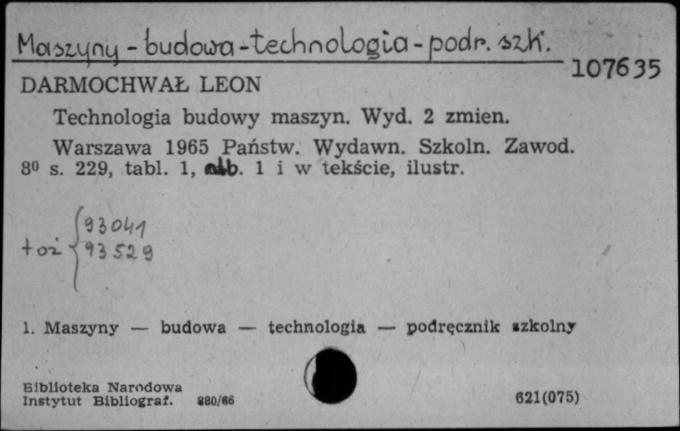 Maszyny - budowa - technologia - podr. szk.
107635
DARMOCHWAŁ LEON
Technologia budowy maszyn. Wyd. 2 zmien.
Warszawa 1965 Państw. Wydawn. Szkoln. Zawod.
8⁰ s. 229, tabl. 1, alb. 1 i w tekście, ilustr.
93041
toż 93529
1. Maszyny — budowa — technologia — podręcznik szkolny
Biblioteka Narodowa
Instytut Bibliograf. 880/66
621(075)